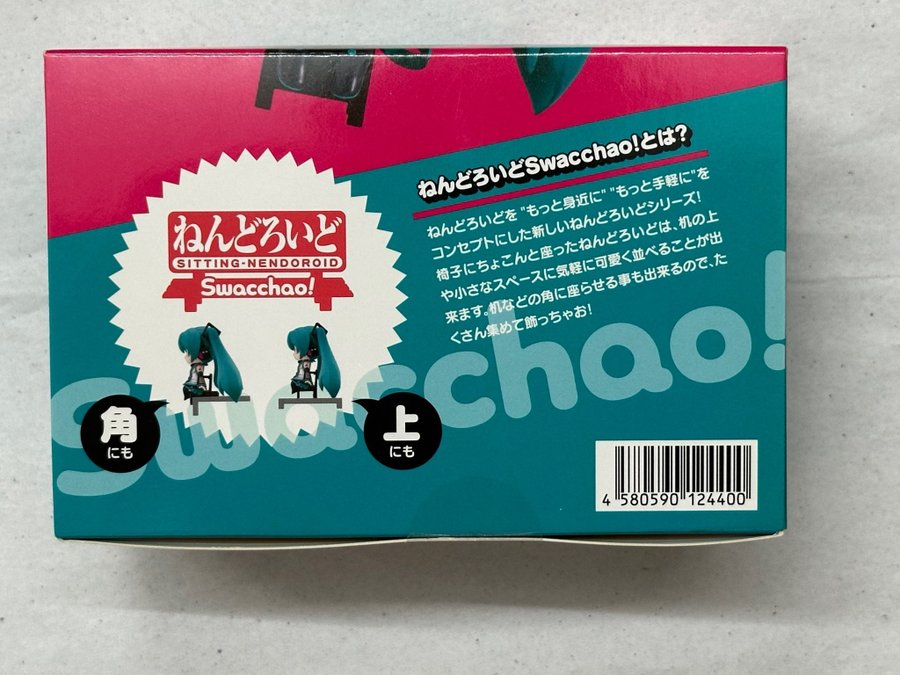 ねんどろいどSwacchao!とは?
ねんどろいどを "もっと身近に" "もっと手軽に"を
コンセプトにした新しいねんどろいどシリーズ!
椅子にちょこんと座ったねんどろいどは、机の上
や小さなスペースに気軽に可愛く並べることが出
来ます。机などの角に座らせる事も出来るので、た
くさん集めて飾っちゃお!
ねんどろいど
SITTING-NENDOROID
Swacchao!
角
にも
上
にも
Swacchao!
4 580590 124400